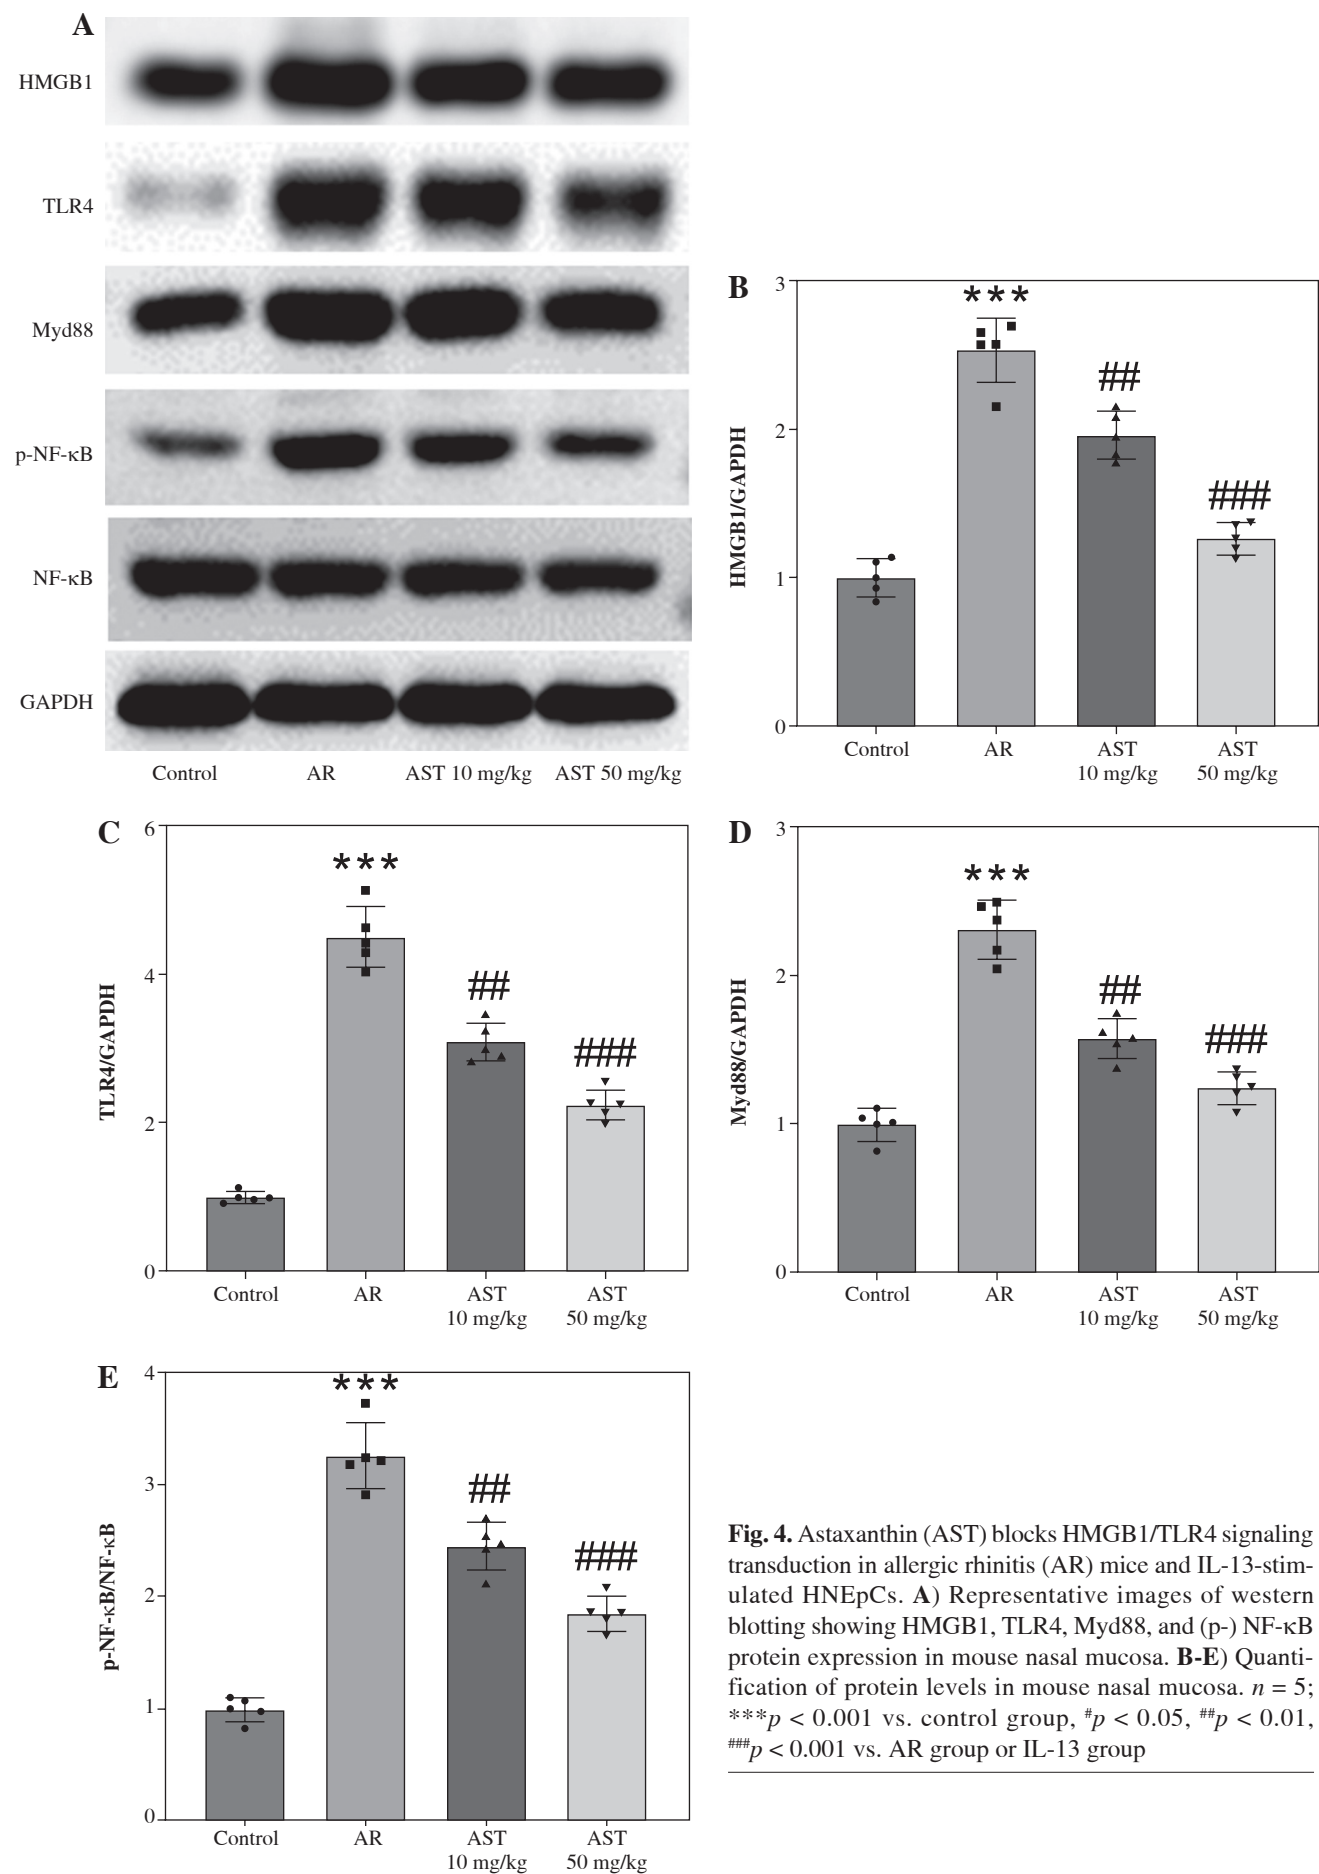 A
HMGB1
TLR4
Myd88
p-NF-κB
NF-κB
GAPDH
Control AR AST 10 mg/kg AST 50 mg/kg
B
HMGB1/GAPDH
3
2
1
0
***
##
###
Control AR AST AST
10 mg/kg 50 mg/kg
C
TLR4/GAPDH
6
4
2
0
***
##
###
Control AR AST AST
10 mg/kg 50 mg/kg
D
Myd88/GAPDH
3
2
1
0
***
##
###
Control AR AST AST
10 mg/kg 50 mg/kg
E
p-NF-κB/NF-κB
4
3
2
1
0
***
##
###
Control AR AST AST
10 mg/kg 50 mg/kg
Fig. 4. Astaxanthin (AST) blocks HMGB1/TLR4 signaling
transduction in allergic rhinitis (AR) mice and IL-13-stim-
ulated HNEpCs. A) Representative images of western
blotting showing HMGB1, TLR4, Myd88, and (p-) NF-κB
protein expression in mouse nasal mucosa. B-E) Quanti-
fication of protein levels in mouse nasal mucosa. n = 5;
***p < 0.001 vs. control group, #p < 0.05, ##p < 0.01,
###p < 0.001 vs. AR group or IL-13 group